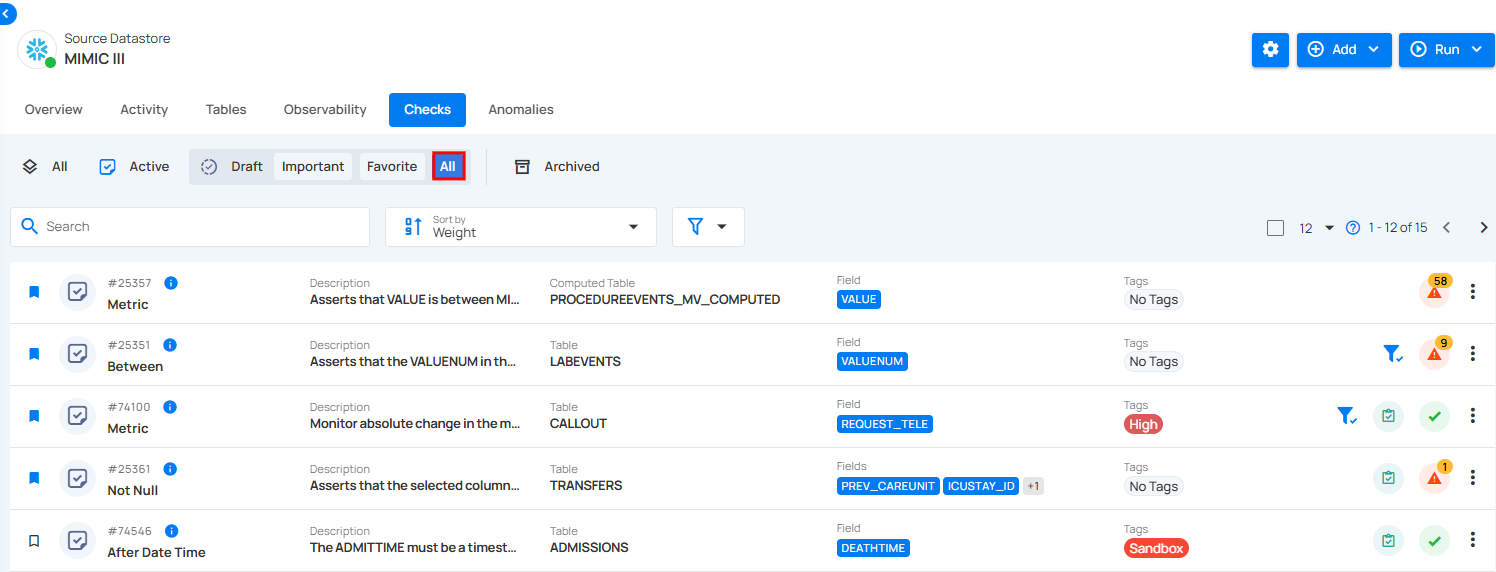 Source Datastore
MIMIC III
Add
Run
Overview Activity Tables Observability Checks Anomalies
All Active Draft Important Favorite All Archived
Search
Sort by
Weight
12
1 - 12 of 15
#25357 Description Computed Table Field Tags 58
Metric Asserts that VALUE is between MI... PROCEDUREEVENTS_MV_COMPUTED VALUE No Tags
#25351 Description Table Field Tags 9
Between Asserts that the VALUENUM in th... LABEVENTS VALUENUM No Tags
#74100 Description Table Field Tags
Metric Monitor absolute change in the m... CALLOUT REQUEST_TELE High
#25361 Description Table Fields Tags 1
Not Null Asserts that the selected column... TRANSFERS PREV_CAREUNIT ICUSTAY_ID +1 No Tags
#74546 Description Table Field Tags
After Date Time The ADMITTIME must be a timest... ADMISSIONS DEATHTIME Sandbox